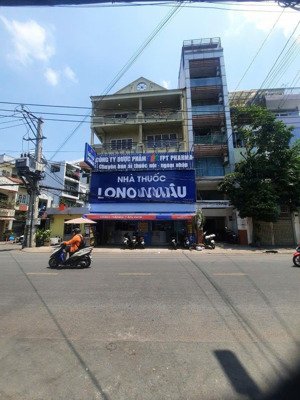 CÔNG TY DƯỢC PHẨM FPT PHARMA
Chuyên bán sỉ thuốc nội - ngoại nhập
NHÀ THUỐC
LONG CHÂU